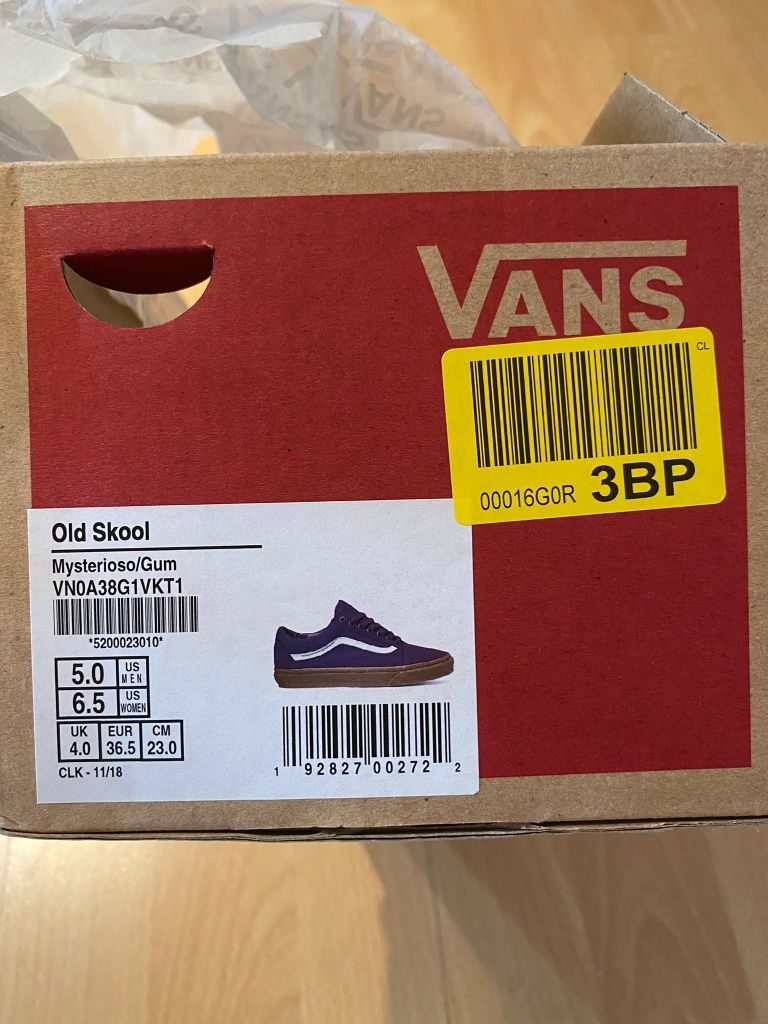 VANS
VANS
CL
00016G0R 3BP
Old Skool
Mysterioso/Gum
VN0A38G1VKT1
*5200023010*
5.0 US MEN
6.5 US WOMEN
UK EUR CM
4.0 36.5 23.0
CLK - 11/18
1 92827 00272 2